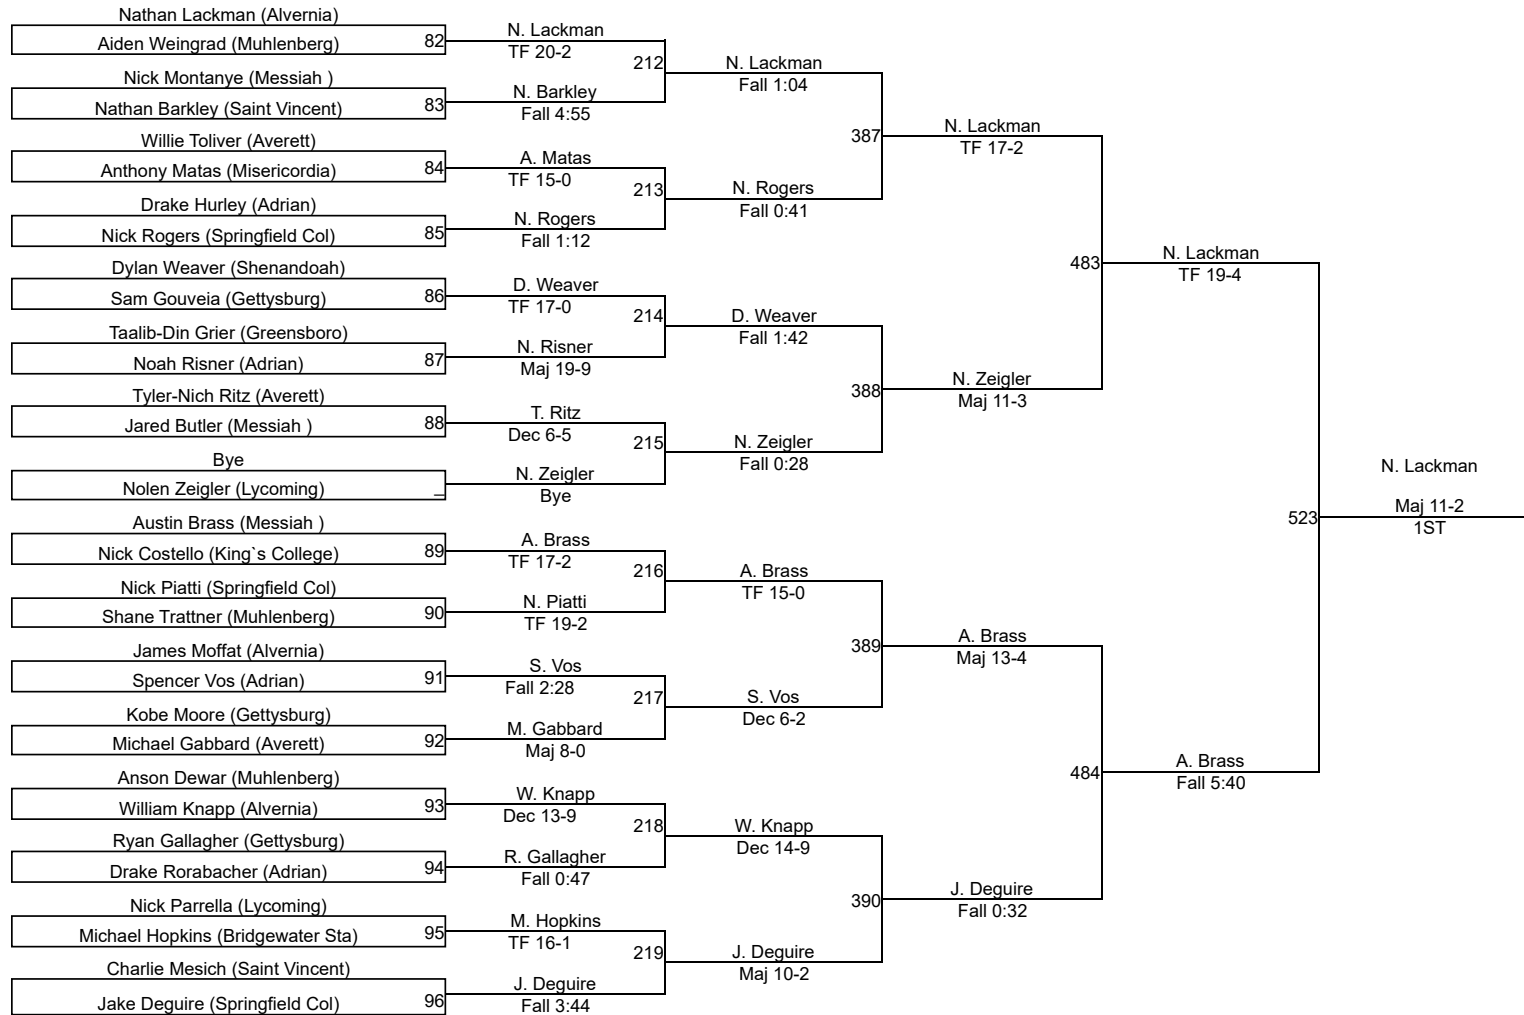 Nathan Lackman (Alvernia)
Aiden Weingrad (Muhlenberg)
82
Nick Montanye (Messiah )
Nathan Barkley (Saint Vincent)
83
Willie Toliver (Averett)
Anthony Matas (Misericordia)
84
Drake Hurley (Adrian)
Nick Rogers (Springfield Col)
85
Dylan Weaver (Shenandoah)
Sam Gouveia (Gettysburg)
86
Taalib-Din Grier (Greensboro)
Noah Risner (Adrian)
87
Tyler-Nich Ritz (Averett)
Jared Butler (Messiah )
88
Bye
Nolen Zeigler (Lycoming)
_
Austin Brass (Messiah )
Nick Costello (King`s College)
89
Nick Piatti (Springfield Col)
Shane Trattner (Muhlenberg)
90
James Moffat (Alvernia)
Spencer Vos (Adrian)
91
Kobe Moore (Gettysburg)
Michael Gabbard (Averett)
92
Anson Dewar (Muhlenberg)
William Knapp (Alvernia)
93
Ryan Gallagher (Gettysburg)
Drake Rorabacher (Adrian)
94
Nick Parrella (Lycoming)
Michael Hopkins (Bridgewater Sta)
95
Charlie Mesich (Saint Vincent)
Jake Deguire (Springfield Col)
96
N. Lackman
TF 20-2
212
N. Barkley
Fall 4:55
A. Matas
TF 15-0
213
N. Rogers
Fall 1:12
D. Weaver
TF 17-0
214
N. Risner
Maj 19-9
T. Ritz
Dec 6-5
215
N. Zeigler
Bye
A. Brass
TF 17-2
216
N. Piatti
TF 19-2
S. Vos
Fall 2:28
217
M. Gabbard
Maj 8-0
W. Knapp
Dec 13-9
218
R. Gallagher
Fall 0:47
M. Hopkins
TF 16-1
219
J. Deguire
Fall 3:44
N. Lackman
Fall 1:04
387
N. Rogers
Fall 0:41
D. Weaver
Fall 1:42
388
N. Zeigler
Fall 0:28
A. Brass
TF 15-0
389
S. Vos
Dec 6-2
W. Knapp
Dec 14-9
390
J. Deguire
Maj 10-2
N. Lackman
TF 17-2
483
N. Zeigler
Maj 11-3
A. Brass
Maj 13-4
484
J. Deguire
Fall 0:32
N. Lackman
TF 19-4
523
A. Brass
Fall 5:40
N. Lackman
Maj 11-2
1ST